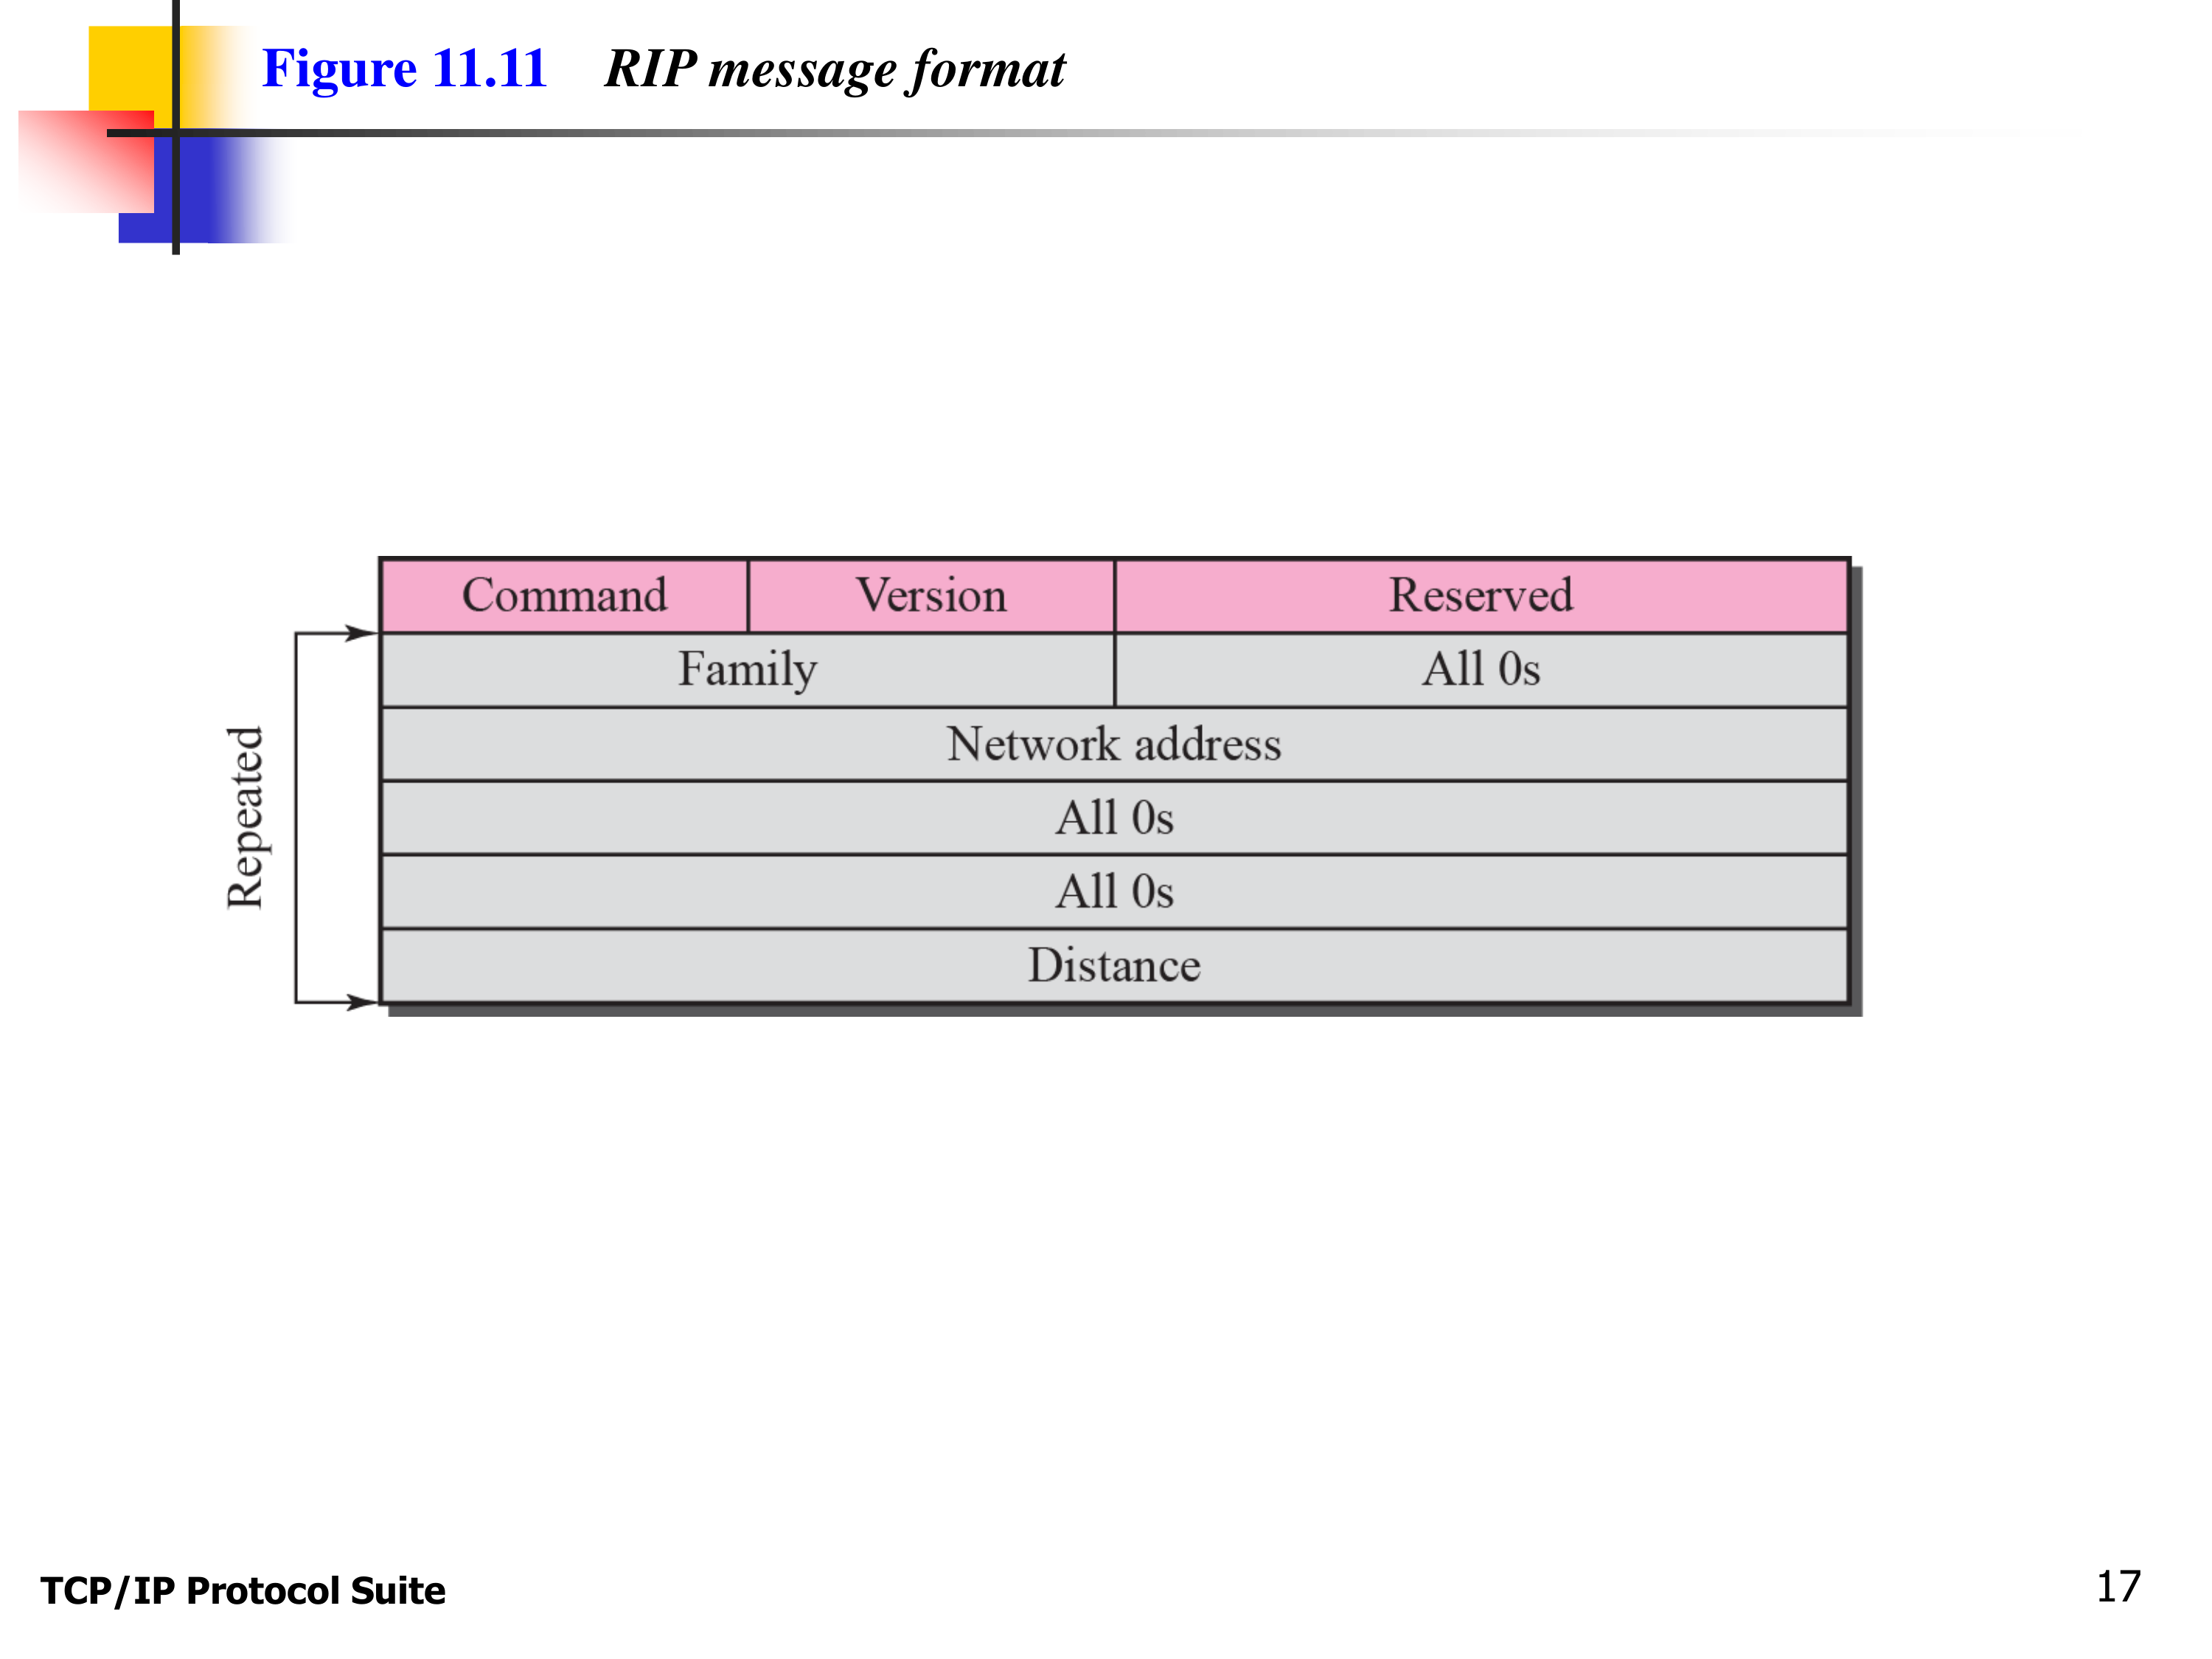 Figure 11.11 RIP message format
Command Version Reserved
Family All 0s
Network address
All 0s
All 0s
Distance
Repeated
TCP/IP Protocol Suite
17